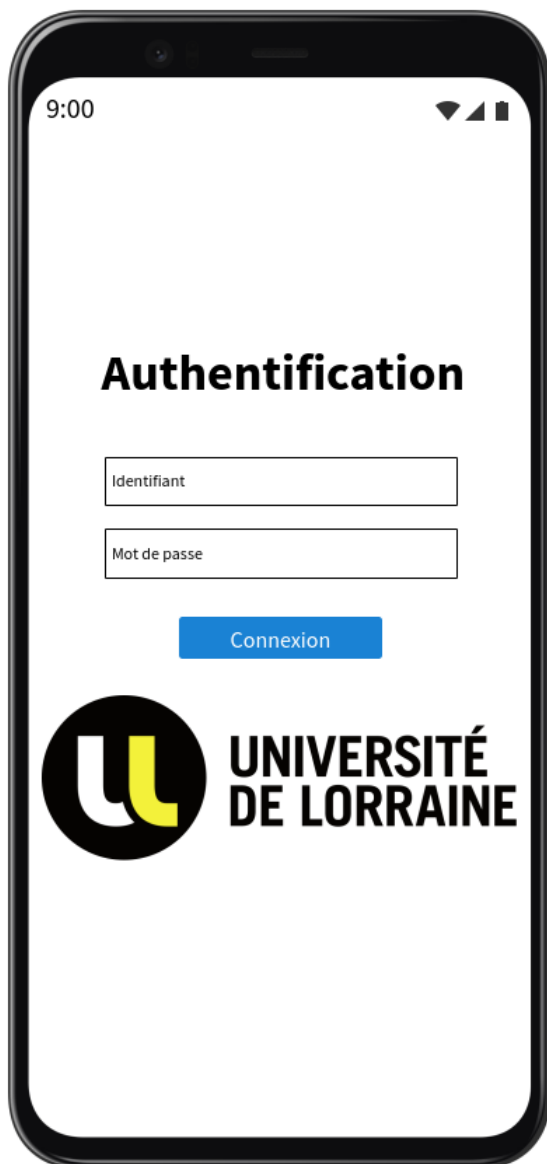 9:00
Authentification
Identifiant
Mot de passe
Connexion
UNIVERSITÉ
DE LORRAINE